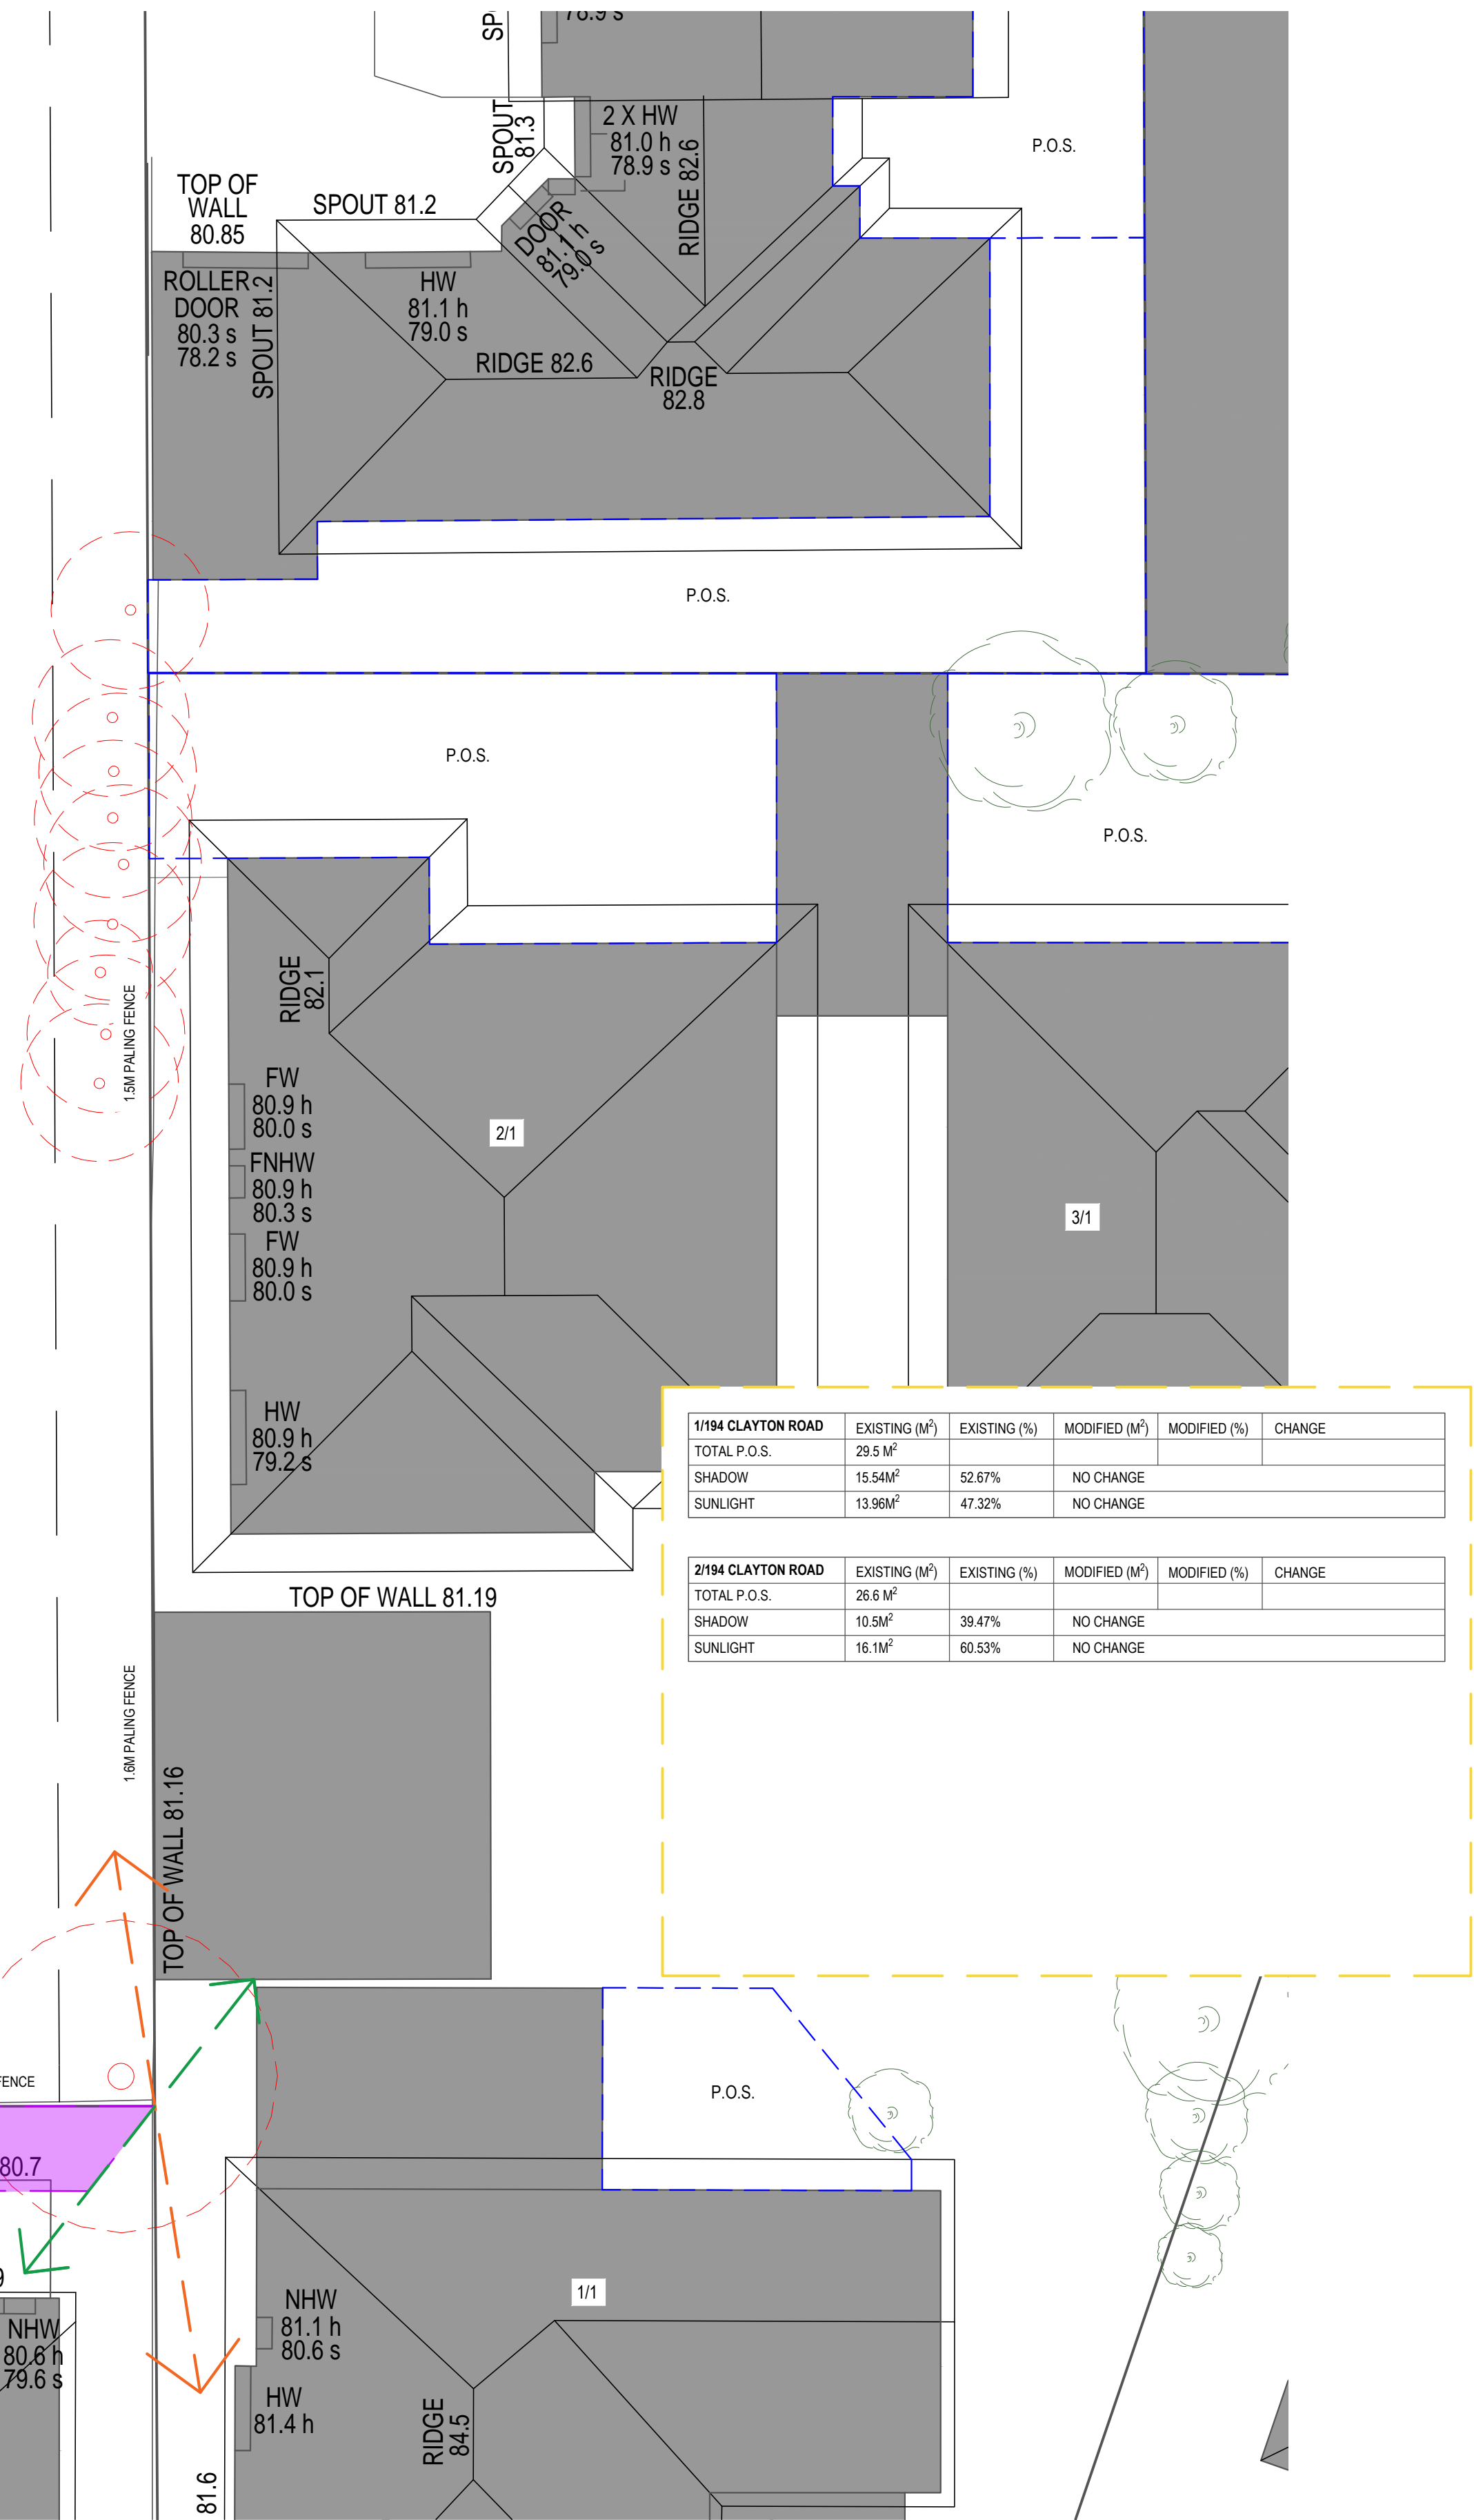 78.9 s
SPOUT
81.3
2 X HW
81.0 h
78.9 s
RIDGE 82.6
P.O.S.
TOP OF
WALL
80.85
SPOUT 81.2
DOOR
81.1 h
79.0 s
ROLLER
DOOR
80.3 s
78.2 s
SPOUT 81.2
HW
81.1 h
79.0 s
RIDGE 82.6
RIDGE
82.8
P.O.S.
P.O.S.
P.O.S.
RIDGE
82.1
1.5M PALING FENCE
FW
80.9 h
80.0 s
2/1
FNHW
80.9 h
80.3 s
3/1
FW
80.9 h
80.0 s
HW
80.9 h
79.2 s
1/194 CLAYTON ROAD EXISTING (M²) EXISTING (%) MODIFIED (M²) MODIFIED (%) CHANGE
TOTAL P.O.S. 29.5 M²
SHADOW 15.54M² 52.67% NO CHANGE
SUNLIGHT 13.96M² 47.32% NO CHANGE
2/194 CLAYTON ROAD EXISTING (M²) EXISTING (%) MODIFIED (M²) MODIFIED (%) CHANGE
TOTAL P.O.S. 26.6 M²
SHADOW 10.5M² 39.47% NO CHANGE
SUNLIGHT 16.1M² 60.53% NO CHANGE
TOP OF WALL 81.19
1.6M PALING FENCE
TOP OF WALL 81.16
P.O.S.
80.7
NHW
81.1 h
80.6 s
1/1
NHW
80.6 h
79.6 s
HW
81.4 h
RIDGE
84.5
81.6